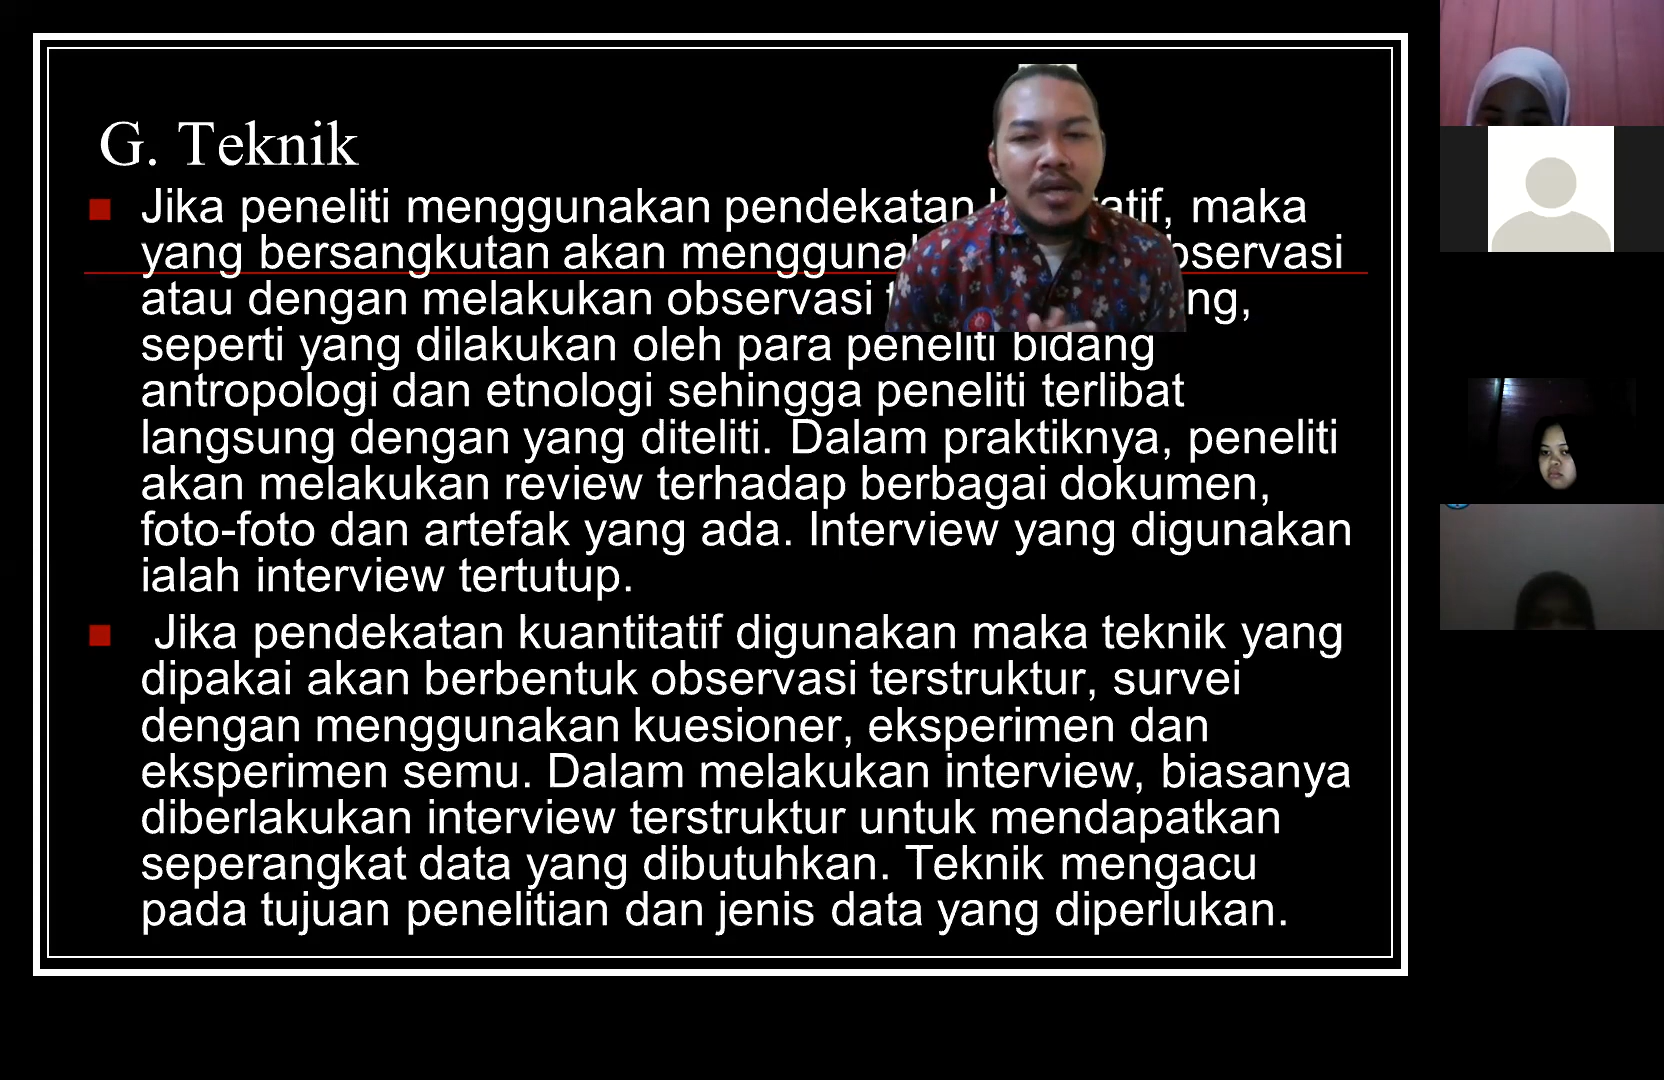 G. Teknik
Jika peneliti menggunakan pendekatan maka
yang bersangkutan akan
atau dengan melakukan observasi
seperti yang dilakukan oleh para peneliti bidang
antropologi dan etnologi sehingga peneliti terlibat
langsung dengan yang diteliti. Dalam praktiknya, peneliti
akan melakukan review terhadap berbagai dokumen,
foto-foto dan artefak yang ada. Interview yang digunakan
ialah interview tertutup.
Jika pendekatan kuantitatif digunakan maka teknik yang
dipakai akan berbentuk observasi terstruktur, survei
dengan menggunakan kuesioner, eksperimen dan
eksperimen semu. Dalam melakukan interview, biasanya
diberlakukan interview terstruktur untuk mendapatkan
seperangkat data yang dibutuhkan. Teknik mengacu
pada tujuan penelitian dan jenis data yang diperlukan.